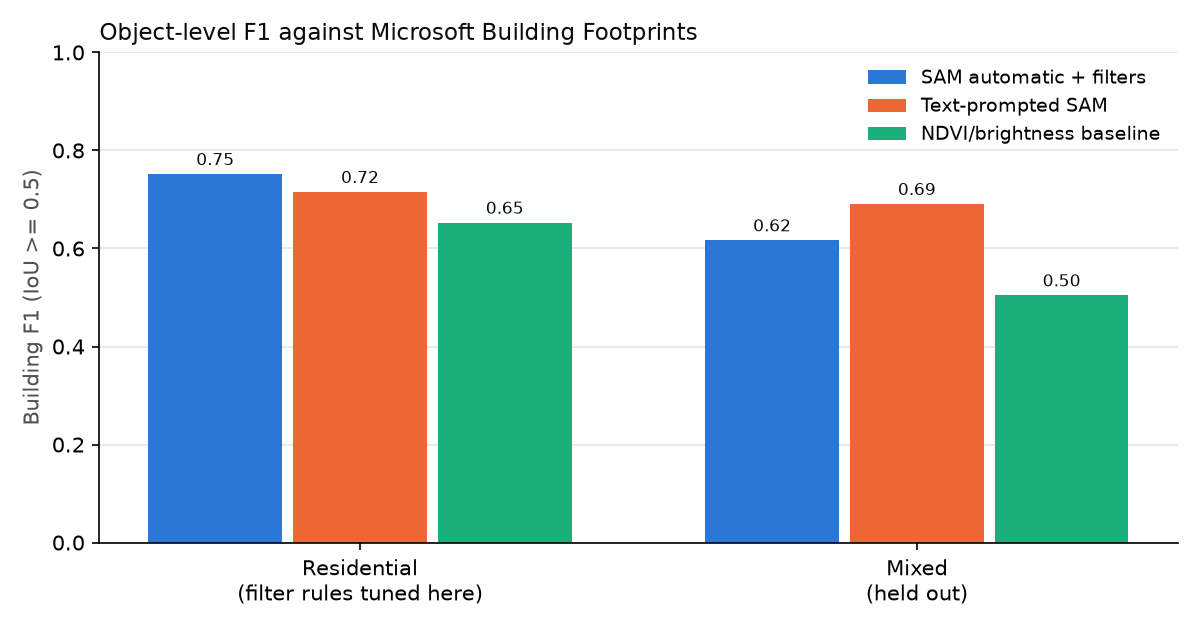 Object-level F1 against Microsoft Building Footprints
SAM automatic + filters
Text-prompted SAM
NDVI/brightness baseline
Building F1 (IoU >= 0.5)
1.0
0.8
0.6
0.4
0.2
0.0
0.75
0.72
0.65
0.62
0.69
0.50
Residential
(filter rules tuned here)
Mixed
(held out)